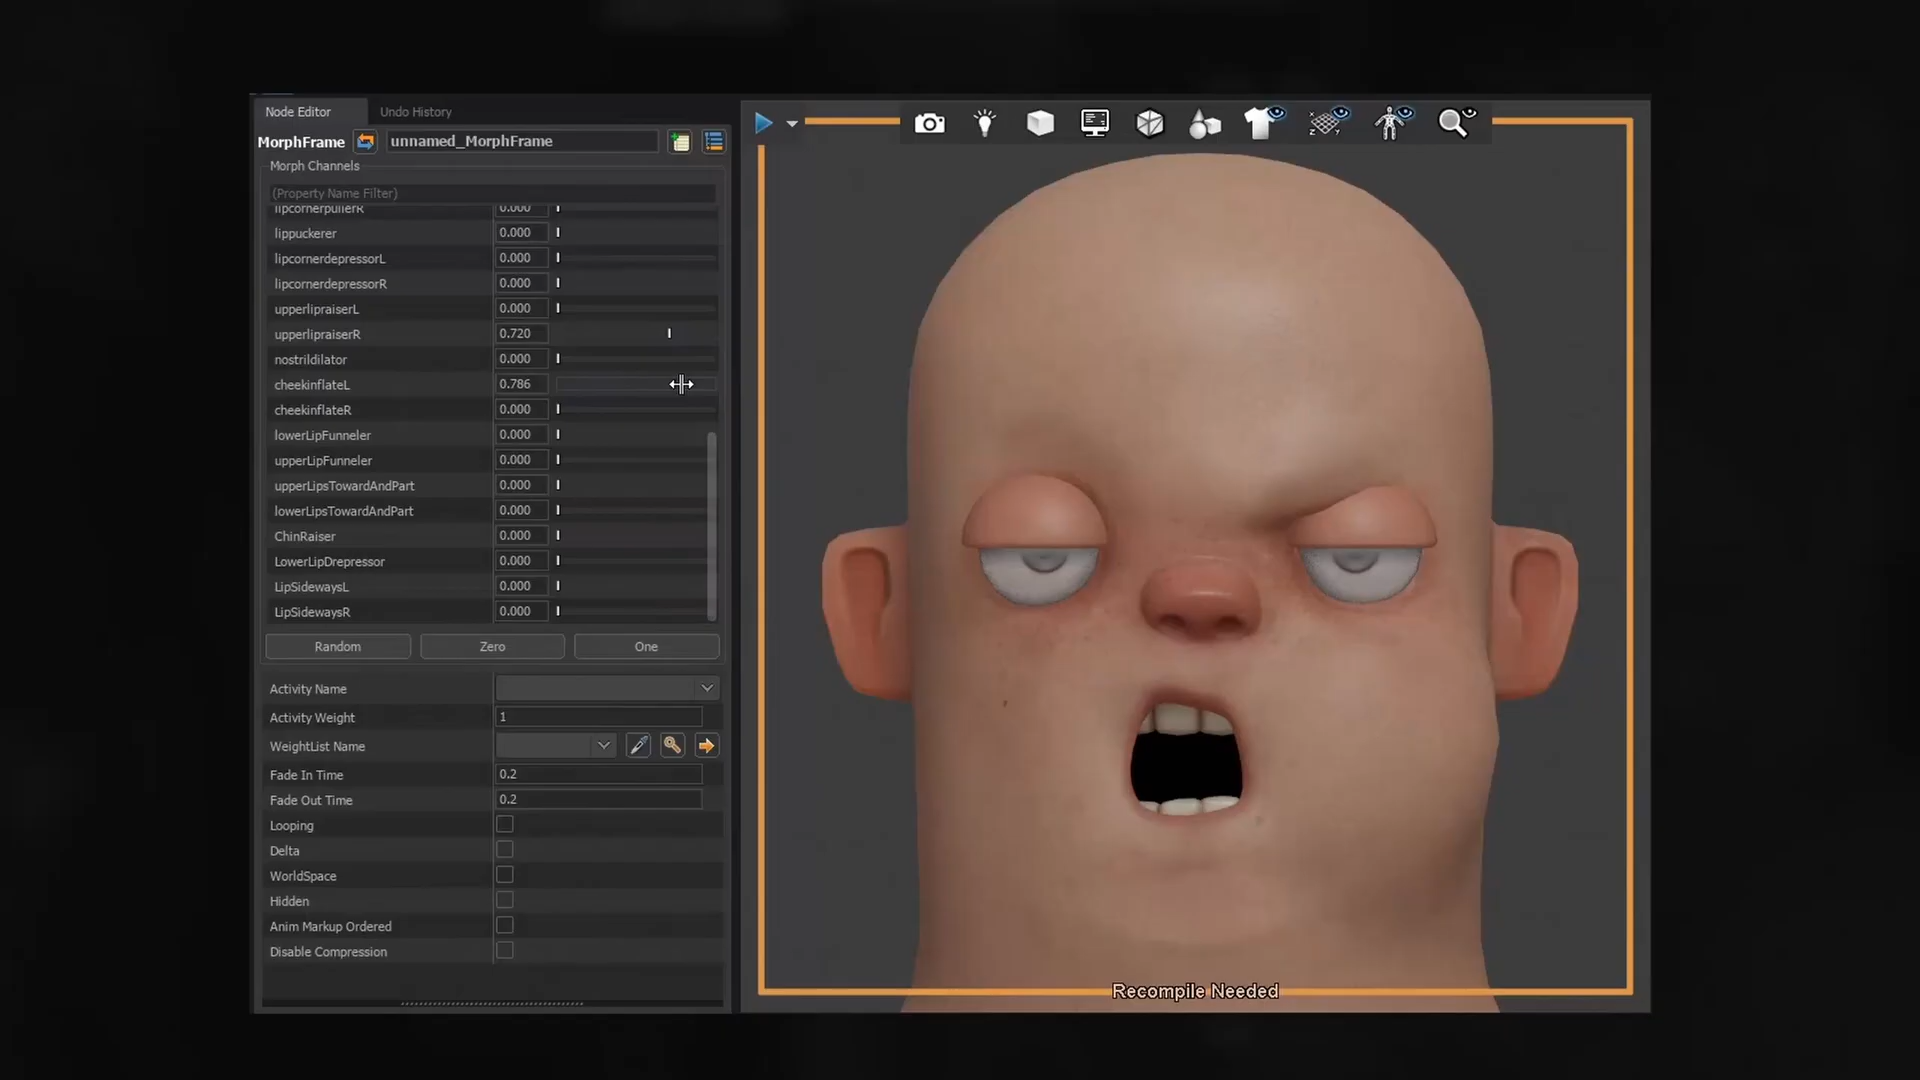 Node Editor
Undo History
MorphFrame
unnamed_MorphFrame
Morph Channels
(Property Name Filter)
lipcornerpullerR 0.000
lippuckerer 0.000
lipcornerdepressorL 0.000
lipcornerdepressorR 0.000
upperlipraiserL 0.000
upperlipraiserR 0.720
nostrildilator 0.000
cheekinflateL 0.786
cheekinflateR 0.000
lowerLipFunneler 0.000
upperLipFunneler 0.000
upperLipsTowardAndPart 0.000
lowerLipsTowardAndPart 0.000
ChinRaiser 0.000
LowerLipDrepressor 0.000
LipSidewaysL 0.000
LipSidewaysR 0.000
Random Zero One
Activity Name
Activity Weight 1
WeightList Name
Fade In Time 0.2
Fade Out Time 0.2
Looping
Delta
WorldSpace
Hidden
Anim Markup Ordered
Disable Compression
Recompile Needed